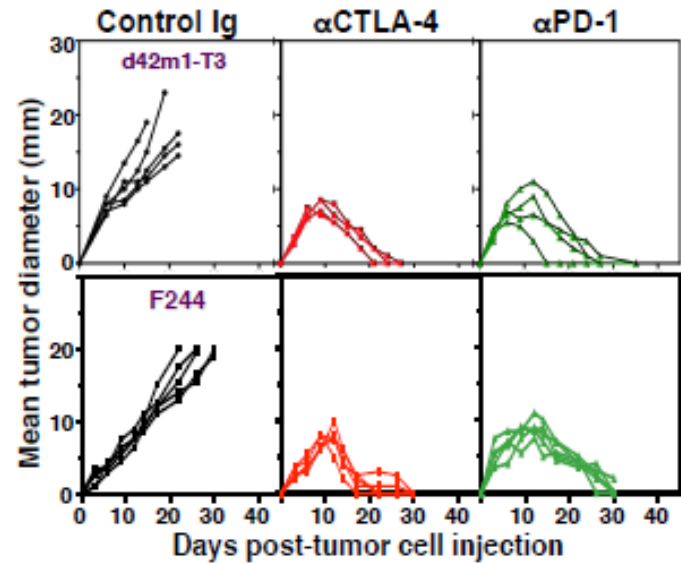 Control Ig
αCTLA-4
αPD-1
Mean tumor diameter (mm)
30
20
10
0
d42m1-T3
20
10
0
F244
0 10 20 30
10 20 30 40
10 20 30 40
Days post-tumor cell injection